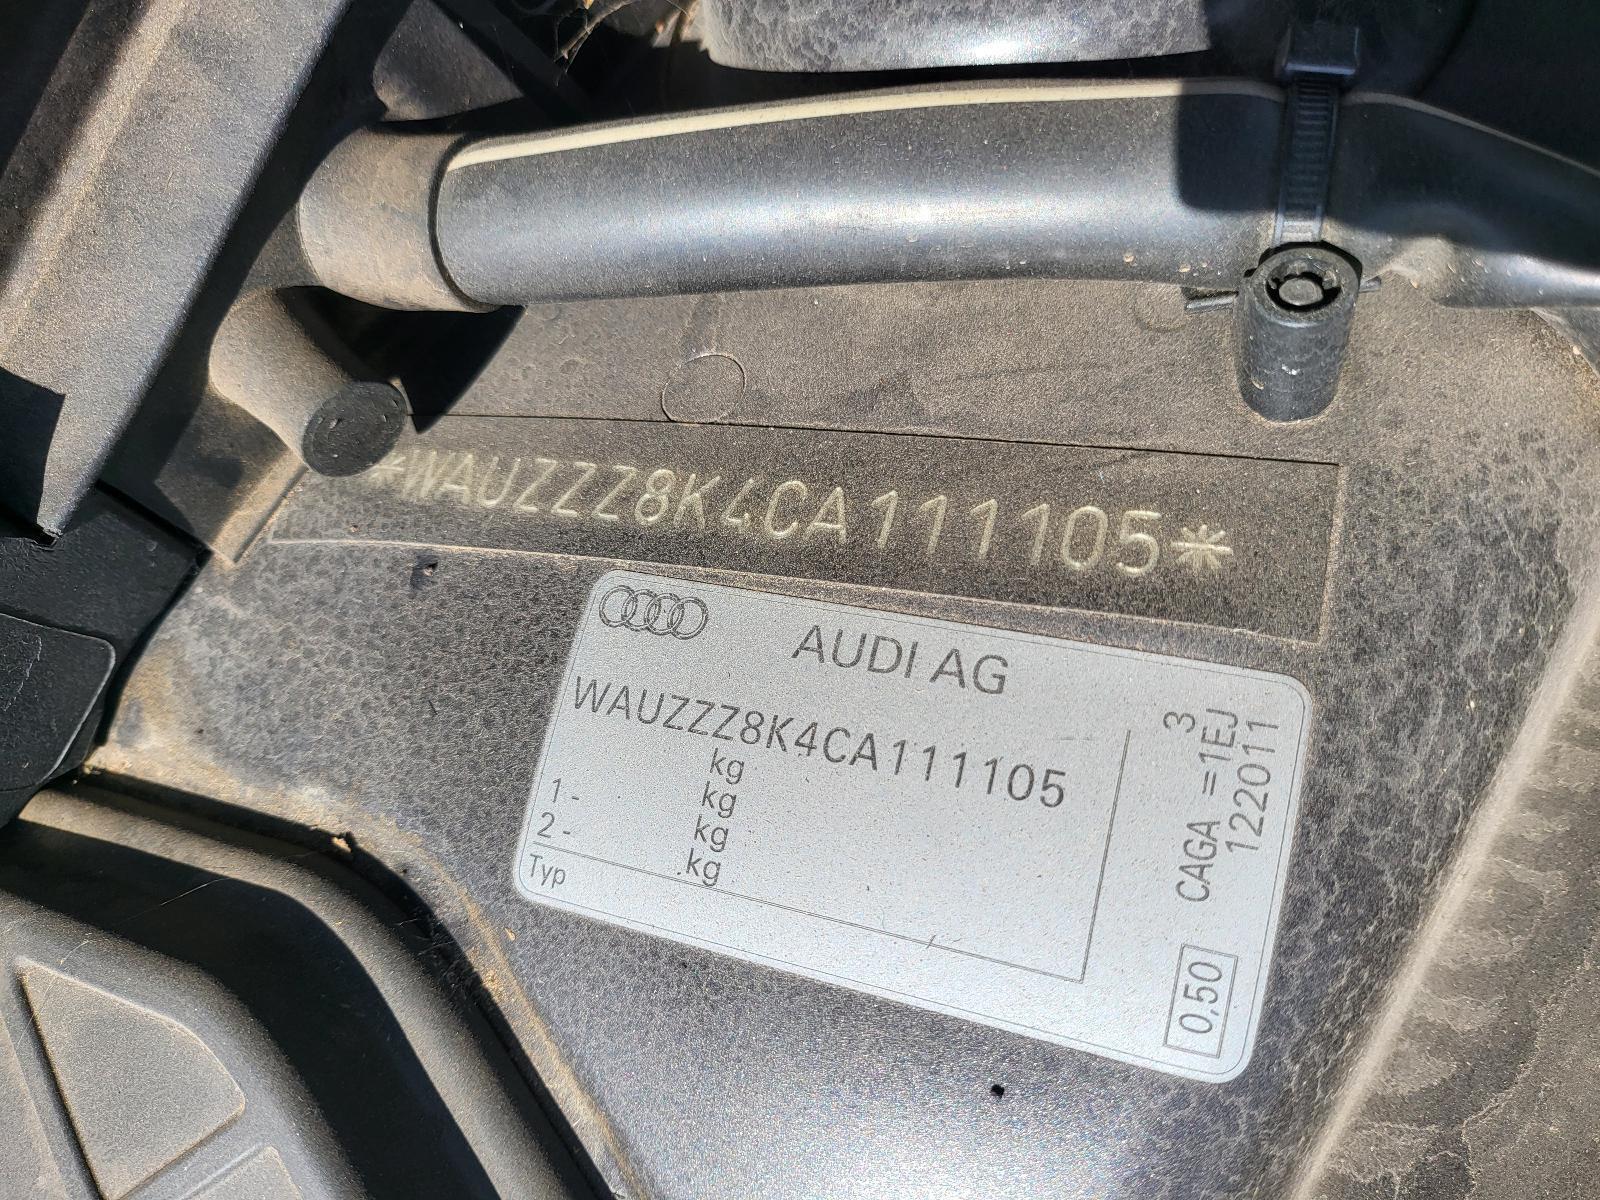 *WAUZZZ8K4CA111105*
AUDI AG
WAUZZZ8K4CA111105
kg
1- kg
2- kg
kg
Typ
3
CAGA =1EJ
122011
0,50